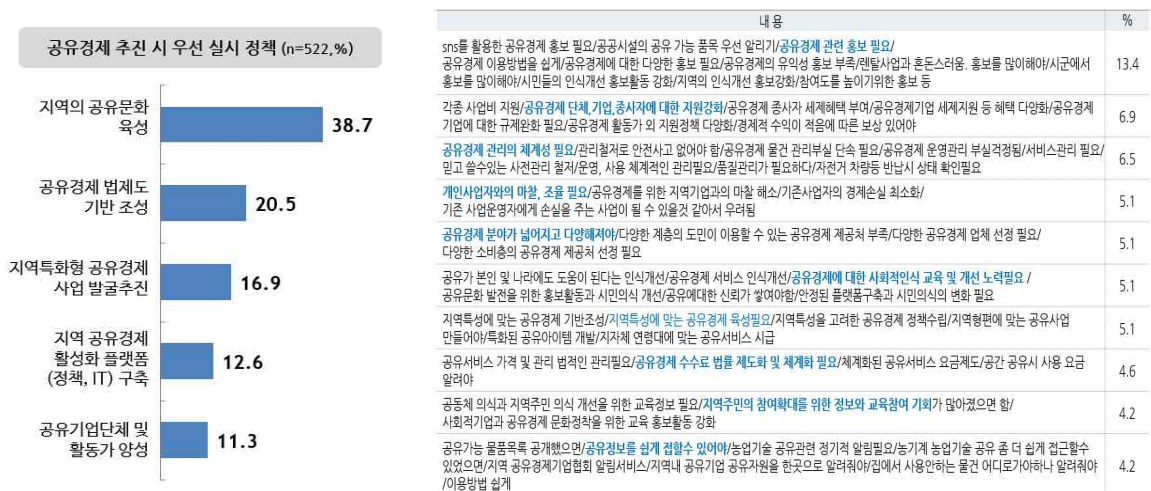 공유경제 추진 시 우선 실시 정책 (n=522,%)
지역의 공유문화
육성
38.7
공유경제 법제도
기반 조성
20.5
지역특화형 공유경제
사업 발굴추진
16.9
지역 공유경제
활성화 플랫폼
(정책, IT) 구축
12.6
공유기업단체 및
활동가 양성
11.3
내 용 %
sns를 활용한 공유경제 홍보 필요/공공시설의 공유 가능 품목 우선 알리기/공유경제 관련 홍보 필요/
공유경제 이용방법을 쉽게/공유경제에 대한 다양한 홍보 필요/공유경제의 유익성 홍보 부족/렌탈사업과 혼돈스러움. 홍보를 많이해야/시군에서
홍보를 많이해야/시민들의 인식개선 홍보활동 강화/지역의 인식개선 홍보강화/참여도를 높이기위한 홍보 등
13.4
각종 사업비 지원/공유경제 단체,기업,종사자에 대한 지원강화/공유경제 종사자 세제혜택 부여/공유경제기업 세제지원 등 혜택 다양화/공유경제
기업에 대한 규제완화 필요/공유경제 활동가 외 지원정책 다양화/경제적 수익이 적음에 따른 보상 있어야
6.9
공유경제 관리의 체계성 필요/관리철저로 안전사고 없어야 함/공유경제 물건 관리부실 단속 필요/공유경제 운영관리 부실걱정됨/서비스관리 필요/
믿고 쓸수있는 사전관리 철저/운영, 사용 체계적인 관리필요/품질관리가 필요하다/자전거 차량등 반납시 상태 확인필요
6.5
개인사업자와의 마찰, 조율 필요/공유경제를 위한 지역기업과의 마찰 해소/기존사업자의 경제손실 최소화/
기존 사업운영자에게 손실을 주는 사업이 될 수 있을것 같아서 우려됨
5.1
공유경제 분야가 넓어지고 다양해져야/다양한 계층의 도민이 이용할 수 있는 공유경제 제공처 부족/다양한 공유경제 업체 선정 필요/
다양한 소비층의 공유경제 제공처 선정 필요
5.1
공유가 본인 및 나라에도 도움이 된다는 인식개선/공유경제 서비스 인식개선/공유경제에 대한 사회적인식 교육 및 개선 노력필요 /
공유문화 발전을 위한 홍보활동과 시민의식 개선/공유에대한 신뢰가 쌓여야함/안정된 플랫폼구축과 시민의식의 변화 필요
5.1
지역특성에 맞는 공유경제 기반조성/지역특성에 맞는 공유경제 육성필요/지역특성을 고려한 공유경제 정책수립/지역형편에 맞는 공유사업
만들어야/특화된 공유아이템 개발/지자체 연령대에 맞는 공유서비스 시급
5.1
공유서비스 가격 및 관리 법적인 관리필요/공유경제 수수료 법률 제도화 및 체계화 필요/체계화된 공유서비스 요금제도/공간 공유시 사용 요금
알려야
4.6
공동체 의식과 지역주민 의식 개선을 위한 교육정보 필요/지역주민의 참여확대를 위한 정보와 교육참여 기회가 많아졌으면 함/
사회적기업과 공유경제 문화정착을 위한 교육 홍보활동 강화
4.2
공유가능 물품목록 공개했으면/공유정보를 쉽게 접할수 있어야/농업기술 공유관련 정기적 알림필요/농기계 농업기술 공유 좀 더 쉽게 접근할수
있었으면/지역 공유경제기업협회 알림서비스/지역내 공유기업 공유자원을 한곳으로 알려줘야/집에서 사용안하는 물건 어디로가야하나 알려줘야
/이용방법 쉽게
4.2